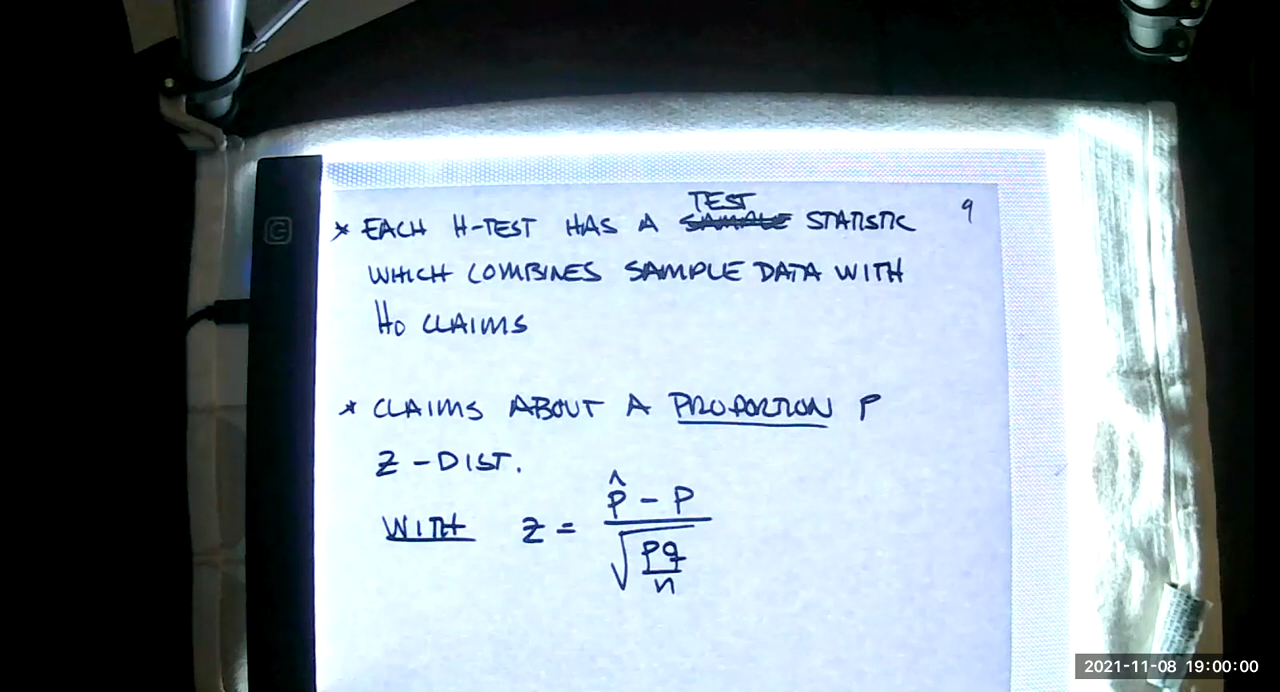 9
TEST
* EACH H-TEST HAS A SAMPLE STATISTIC
WHICH COMBINES SAMPLE DATA WITH
H0 CLAIMS
* CLAIMS ABOUT A PROPORTION P
Z-DIST.
WITH z = (p̂ - p) / √(pq/n)
2021-11-08 19:00:00